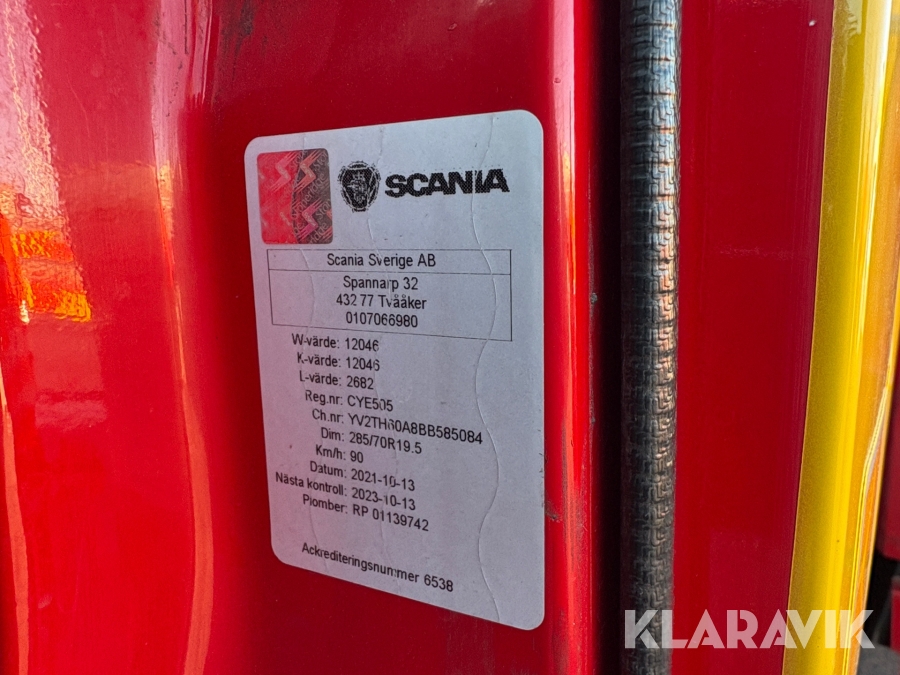 SCANIA
Scania Sverige AB
Spannarp 32
432 77 Tvååker
0107066980
W-värde: 12046
K-värde: 12046
L-värde: 2682
Reg.nr: CYE505
Ch.nr: YV2TH60A8BB585084
Dim: 285/70R19.5
Km/h: 90
Datum: 2021-10-13
Nästa kontroll: 2023-10-13
Plomber: RP 01139742
Ackrediteringsnummer 6538
KLARAVIK